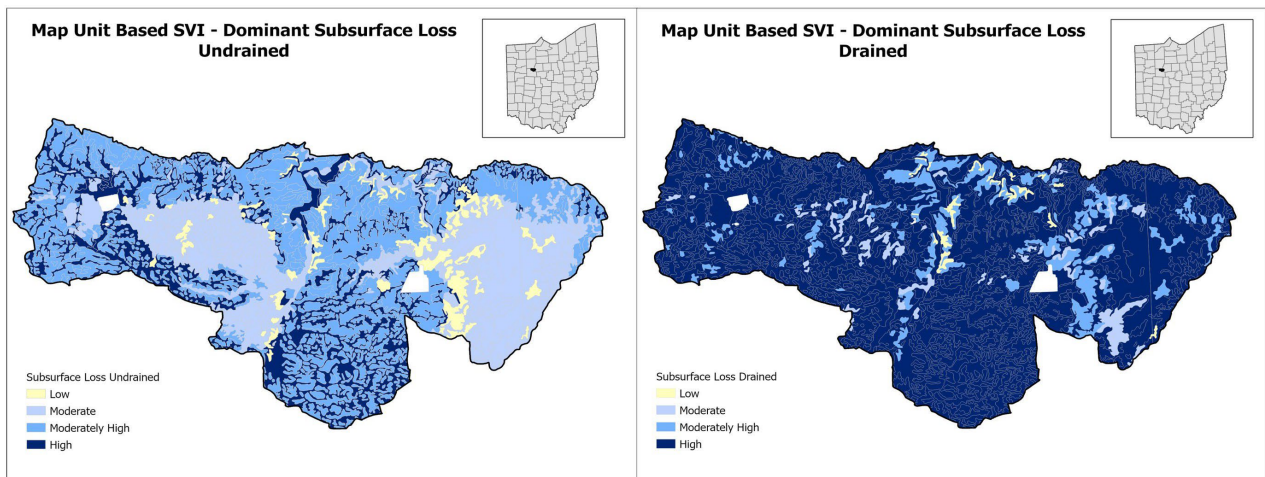 Map Unit Based SVI - Dominant Subsurface Loss
Undrained
Subsurface Loss Undrained
Low
Moderate
Moderately High
High
Map Unit Based SVI - Dominant Subsurface Loss
Drained
Subsurface Loss Drained
Low
Moderate
Moderately High
High